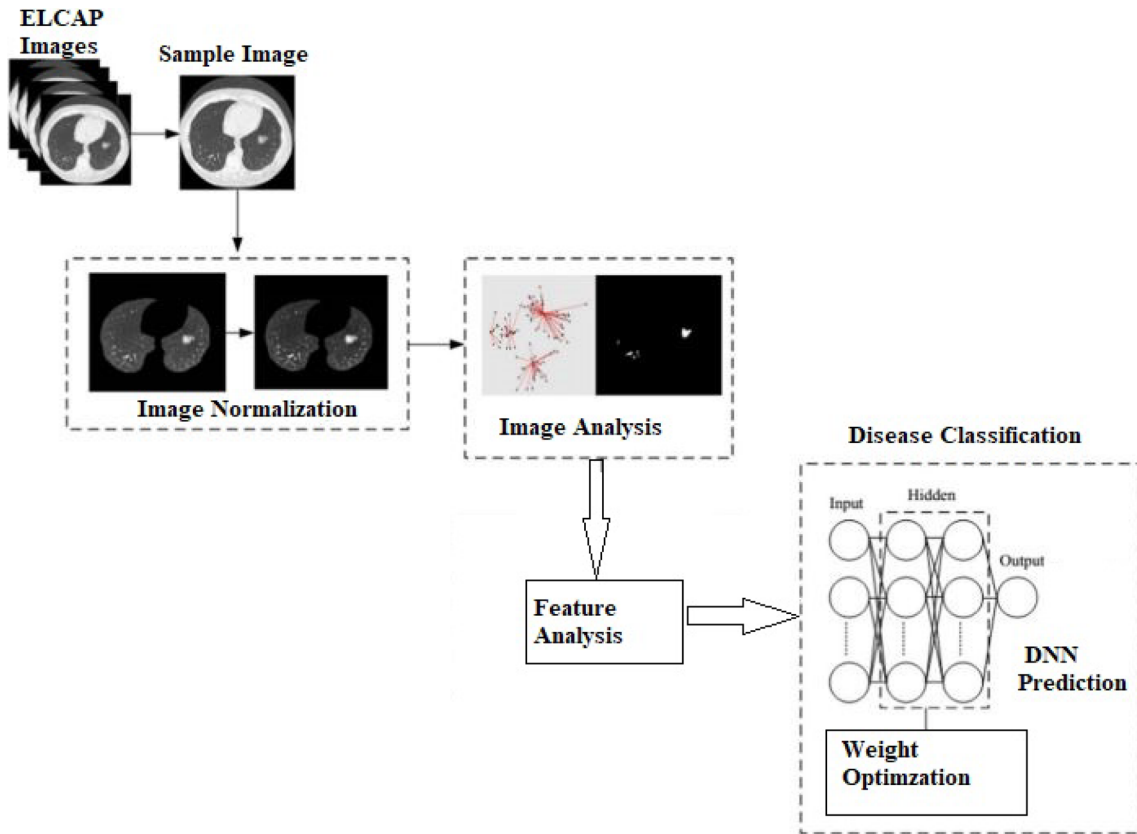 ELCAP
Images
Sample Image
Image Normalization
Image Analysis
Disease Classification
Input
Hidden
Output
Feature
Analysis
DNN
Prediction
Weight
Optimzation